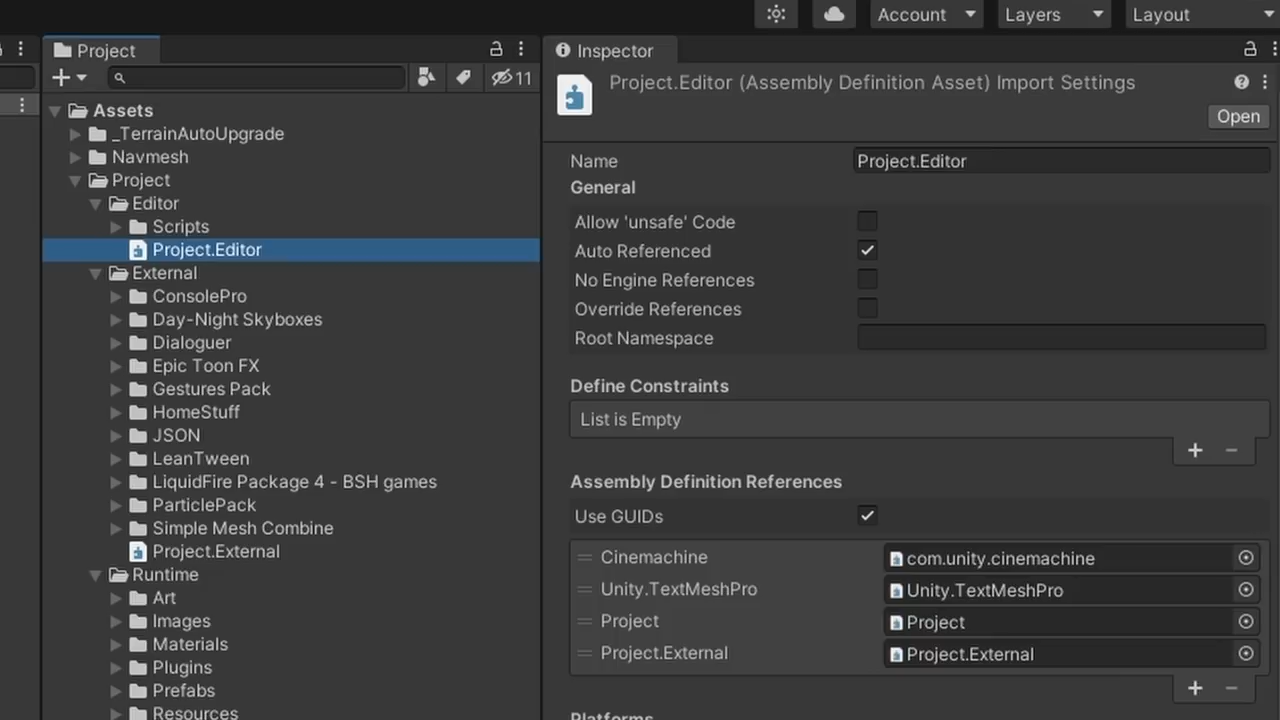 Account
Layers
Layout
Project
11
Assets
_TerrainAutoUpgrade
Navmesh
Project
Editor
Scripts
Project.Editor
External
ConsolePro
Day-Night Skyboxes
Dialoguer
Epic Toon FX
Gestures Pack
HomeStuff
JSON
LeanTween
LiquidFire Package 4 - BSH games
ParticlePack
Simple Mesh Combine
Project.External
Runtime
Art
Images
Materials
Plugins
Prefabs
Resources
Inspector
Project.Editor (Assembly Definition Asset) Import Settings
Open
Name Project.Editor
General
Allow 'unsafe' Code
Auto Referenced
No Engine References
Override References
Root Namespace
Define Constraints
List is Empty
Assembly Definition References
Use GUIDs
Cinemachine com.unity.cinemachine
Unity.TextMeshPro Unity.TextMeshPro
Project Project
Project.External Project.External
Platforms